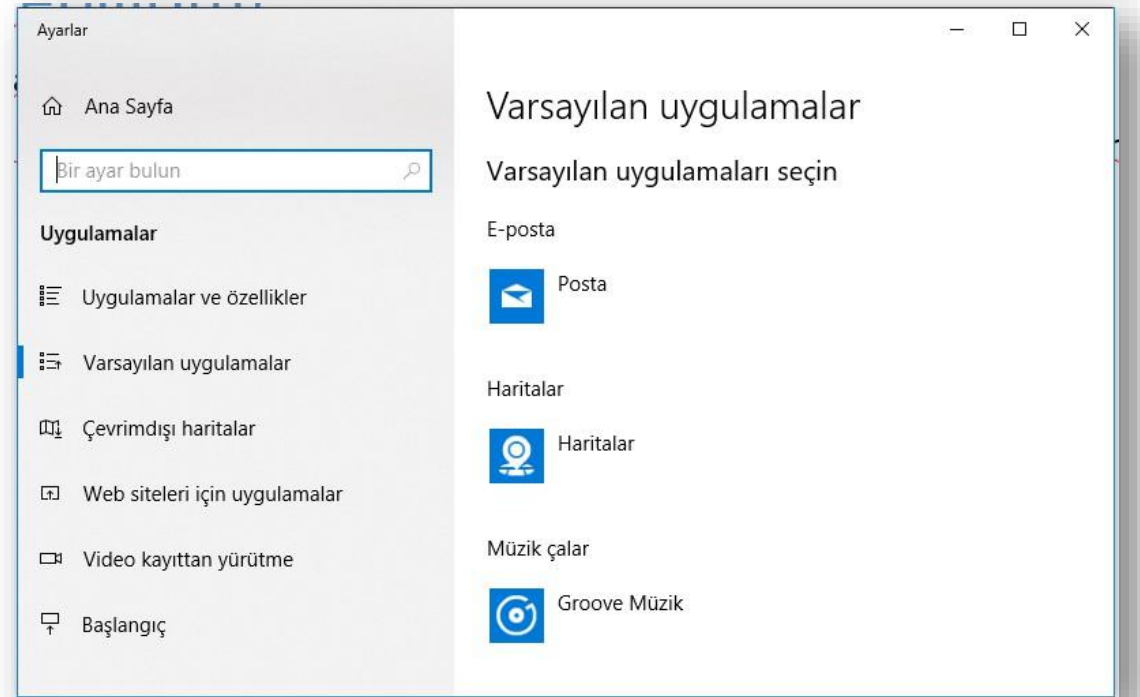 Ayarlar
Ana Sayfa
Bir ayar bulun
Uygulamalar
Uygulamalar ve özellikler
Varsayılan uygulamalar
Çevrimdışı haritalar
Web siteleri için uygulamalar
Video kayıttan yürütme
Başlangıç
Varsayılan uygulamalar
Varsayılan uygulamaları seçin
E-posta
Posta
Haritalar
Haritalar
Müzik çalar
Groove Müzik